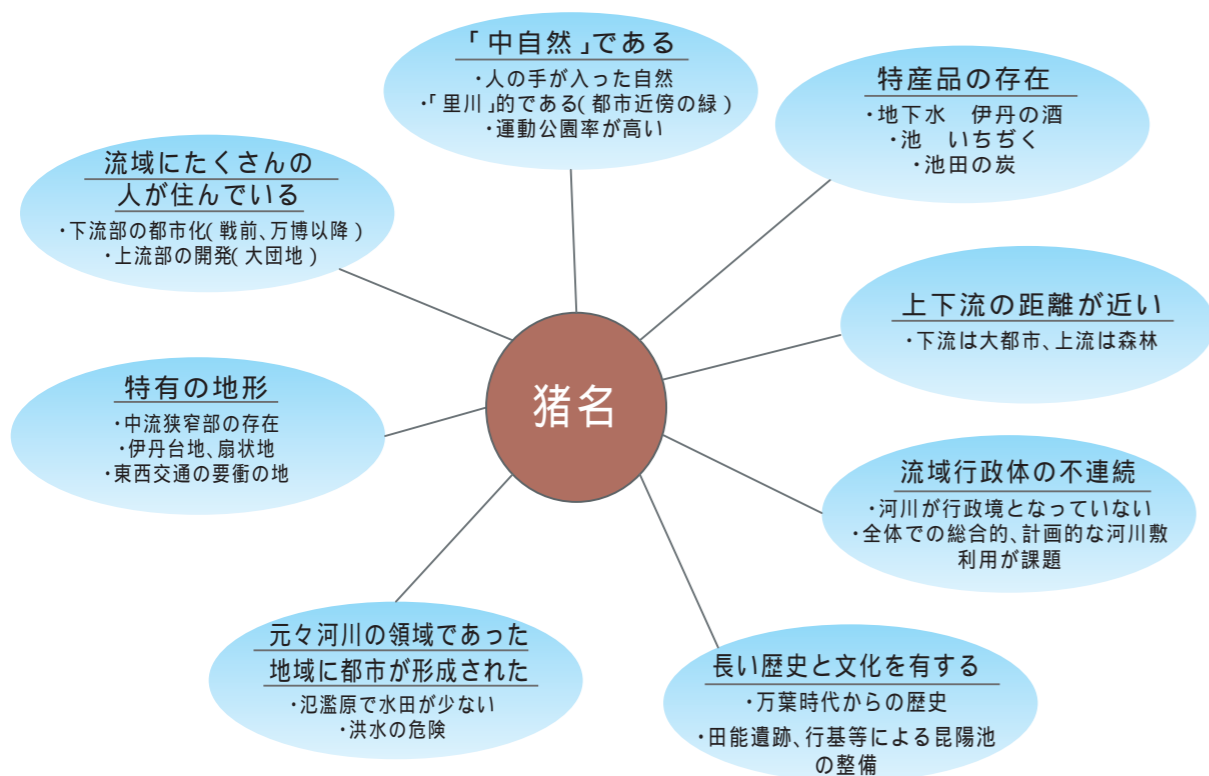 「中自然」である
・人の手が入った自然
・「里川」的である(都市近傍の緑)
・運動公園率が高い
特産品の存在
・地下水　伊丹の酒
・池　いちぢく
・池田の炭
流域にたくさんの
人が住んでいる
・下流部の都市化(戦前、万博以降)
・上流部の開発(大団地)
上下流の距離が近い
・下流は大都市、上流は森林
特有の地形
・中流狭窄部の存在
・伊丹台地、扇状地
・東西交通の要衝の地
猪名
流域行政体の不連続
・河川が行政境となっていない
・全体での総合的、計画的な河川敷
利用が課題
元々河川の領域であった
地域に都市が形成された
・氾濫原で水田が少ない
・洪水の危険
長い歴史と文化を有する
・万葉時代からの歴史
・田能遺跡、行基等による昆陽池
の整備